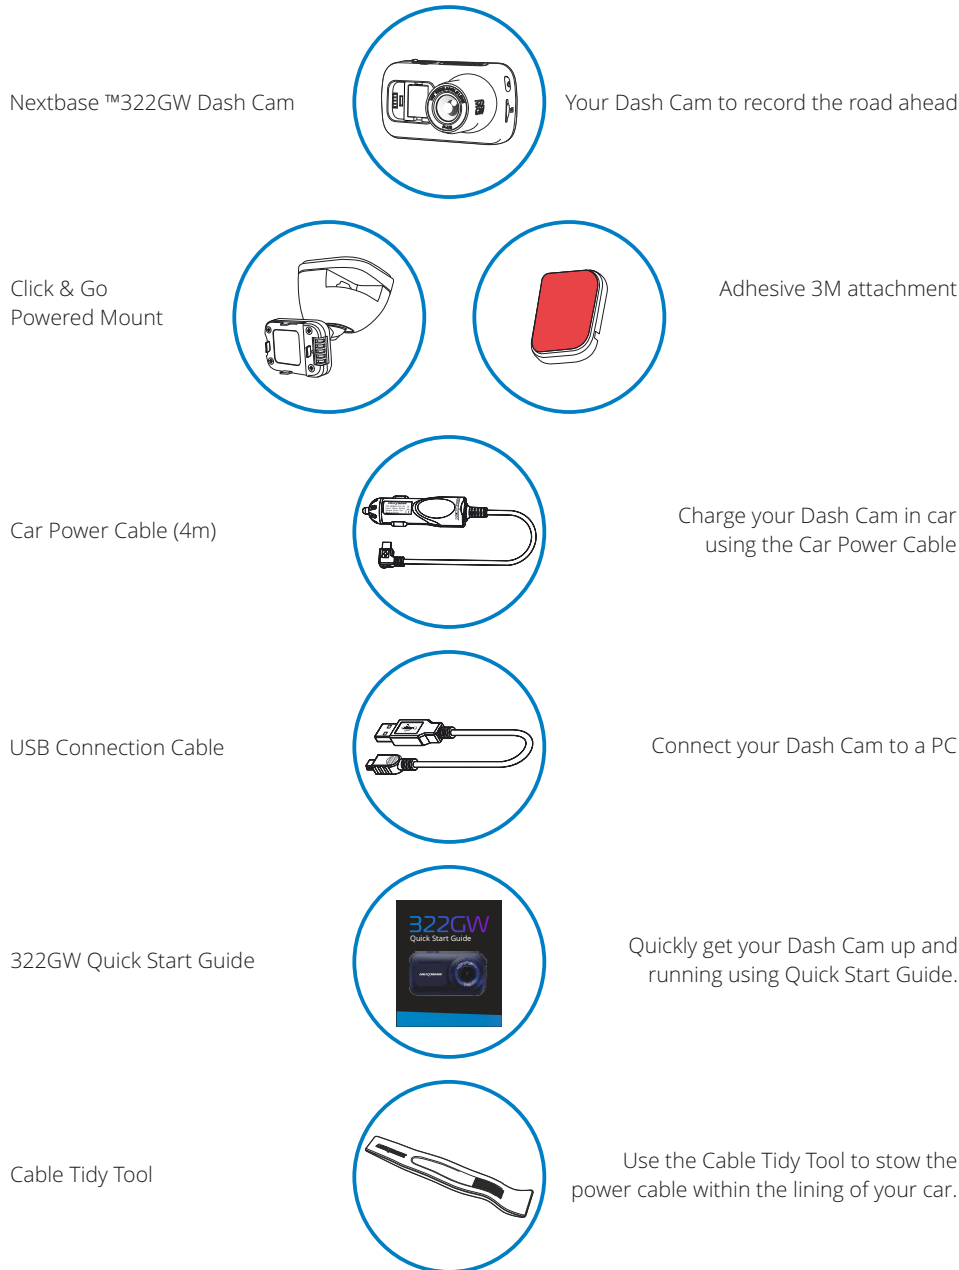 Nextbase ™322GW Dash Cam
Your Dash Cam to record the road ahead
Click & Go
Powered Mount
Adhesive 3M attachment
Car Power Cable (4m)
Charge your Dash Cam in car
using the Car Power Cable
USB Connection Cable
Connect your Dash Cam to a PC
322GW Quick Start Guide
322GW
Quick Start Guide
Quickly get your Dash Cam up and
running using Quick Start Guide.
Cable Tidy Tool
Use the Cable Tidy Tool to stow the
power cable within the lining of your car.